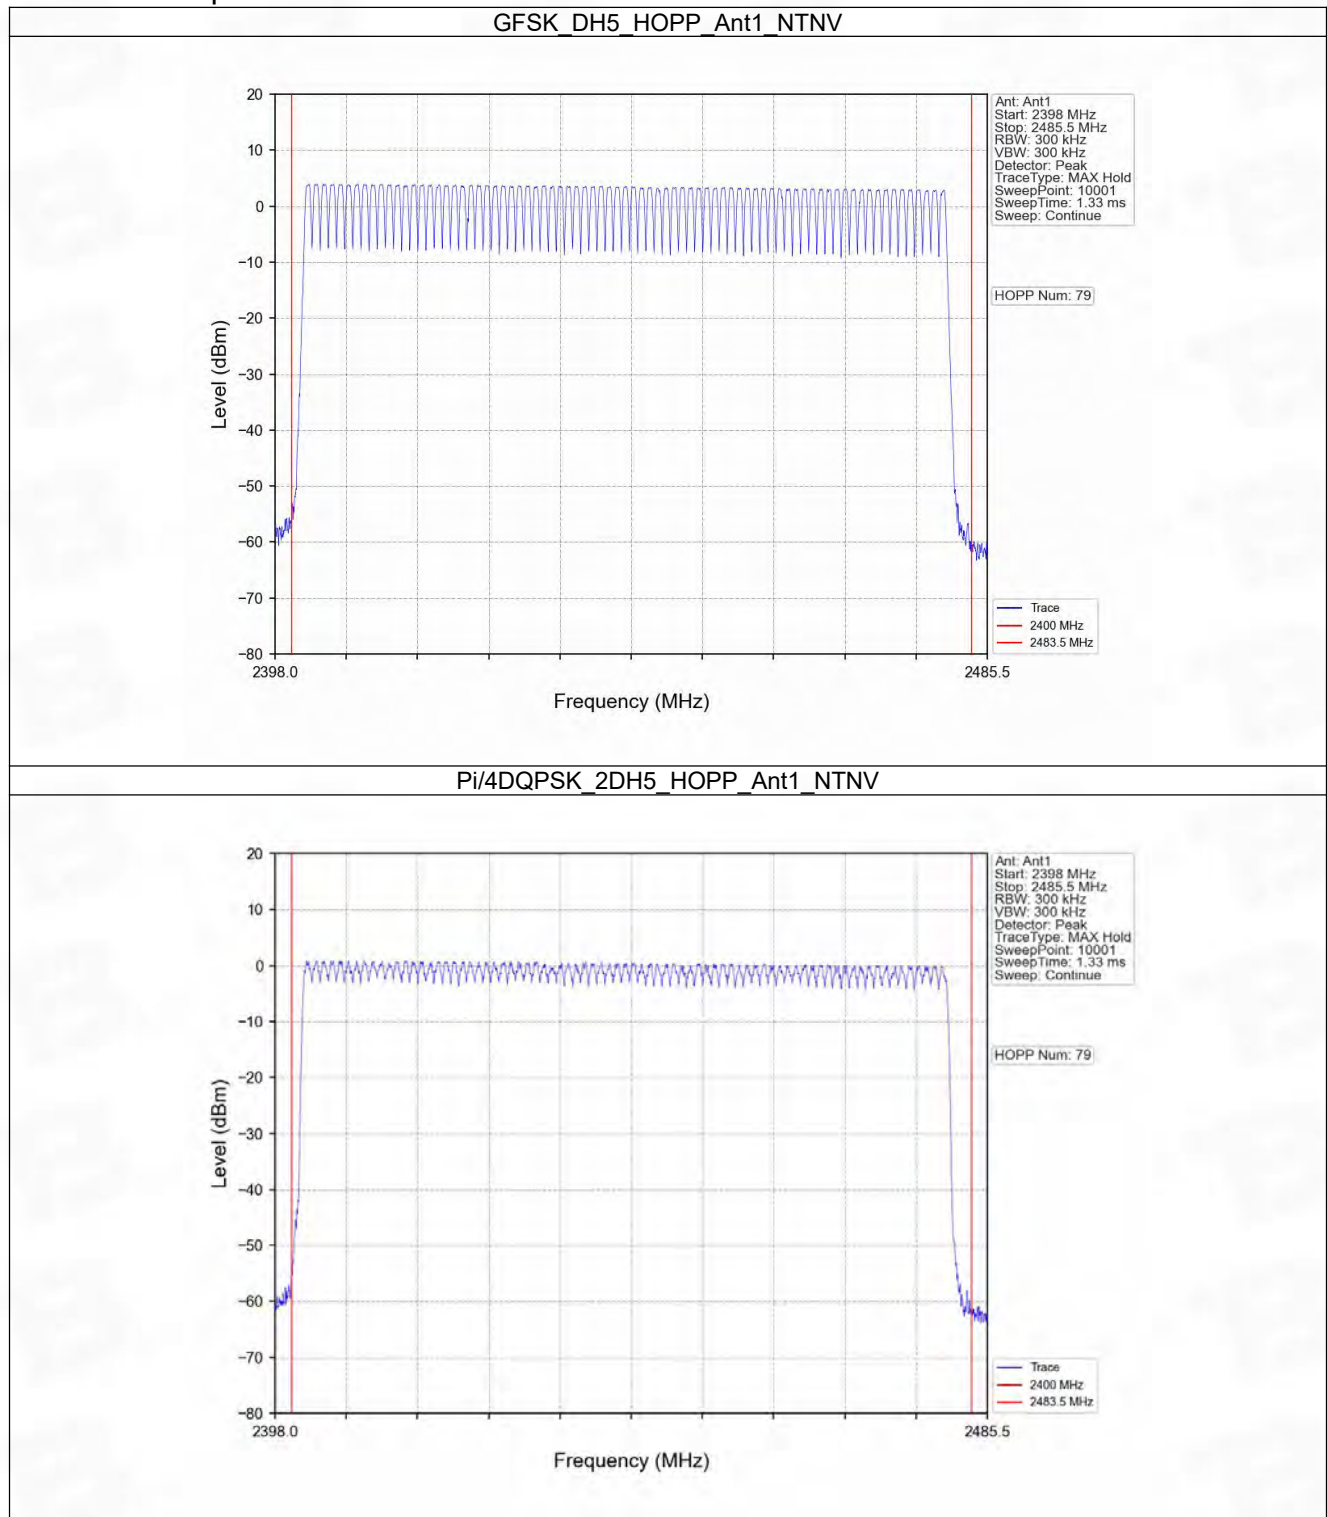 GFSK_DH5_HOPP_Ant1_NTNV
20
10
0
−10
−20
−30
−40
−50
−60
−70
−80
Level (dBm)
2398.0
2485.5
Frequency (MHz)
Ant: Ant1
Start: 2398 MHz
Stop: 2485.5 MHz
RBW: 300 kHz
VBW: 300 kHz
Detector: Peak
TraceType: MAX Hold
SweepPoint: 10001
SweepTime: 1.33 ms
Sweep: Continue
HOPP Num: 79
Trace
2400 MHz
2483.5 MHz
Pi/4DQPSK_2DH5_HOPP_Ant1_NTNV
20
10
0
−10
−20
−30
−40
−50
−60
−70
−80
Level (dBm)
2398.0
2485.5
Frequency (MHz)
Ant: Ant1
Start: 2398 MHz
Stop: 2485.5 MHz
RBW: 300 kHz
VBW: 300 kHz
Detector: Peak
TraceType: MAX Hold
SweepPoint: 10001
SweepTime: 1.33 ms
Sweep: Continue
HOPP Num: 79
Trace
2400 MHz
2483.5 MHz